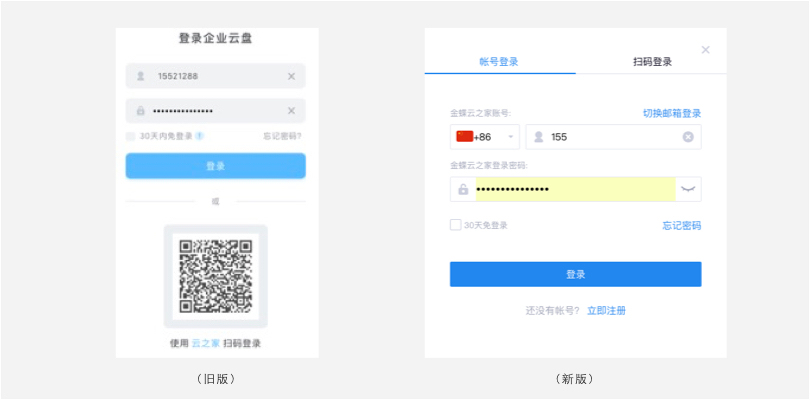 登录企业云盘
15521288
•••••••••••••••
30天内免登录
忘记密码?
登录
或
使用 云之家 扫码登录
（旧版）
帐号登录
扫码登录
金蝶云之家账号:
切换邮箱登录
+86
155
金蝶云之家登录密码:
•••••••••••••••
30天免登录
忘记密码
登录
还没有帐号? 立即注册
（新版）